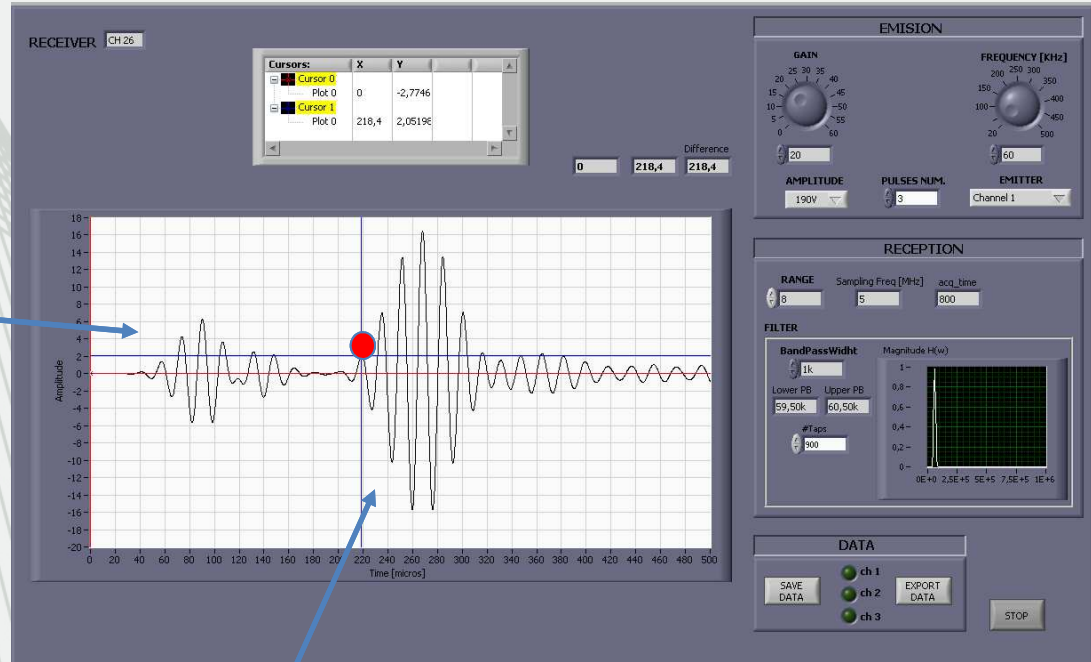 RECEIVER CH 26
Cursors: X Y
Cursor 0
Plot 0 0 -2,7746
Cursor 1
Plot 0 218,4 2,05198
Difference
0 218,4 218,4
18
16
14
12
10
8
6
4
2
0
-2
-4
-6
-8
-10
-12
-14
-16
-18
-20
Amplitude
0 20 40 60 80 100 120 140 160 180 200 220 240 260 280 300 320 340 360 380 400 420 440 460 480 500
Time [micros]
EMISION
GAIN
0 5 10 15 20 25 30 35 40 45 50 55 60
20
FREQUENCY [KHz]
20 100 150 200 250 300 350 400 450 500
60
AMPLITUDE
190V
PULSES NUM.
3
EMITTER
Channel 1
RECEPTION
RANGE Sampling Freq [MHz] acq_time
8 5 800
FILTER
BandPassWidht
1k
Lower PB Upper PB
59,50k 60,50k
#Taps
900
Magnitude H(w)
1
0,8
0,6
0,4
0,2
0
0E+0 2,5E+5 5E+5 7,5E+5 1E+6
DATA
SAVE DATA
ch 1
ch 2
ch 3
EXPORT DATA
STOP